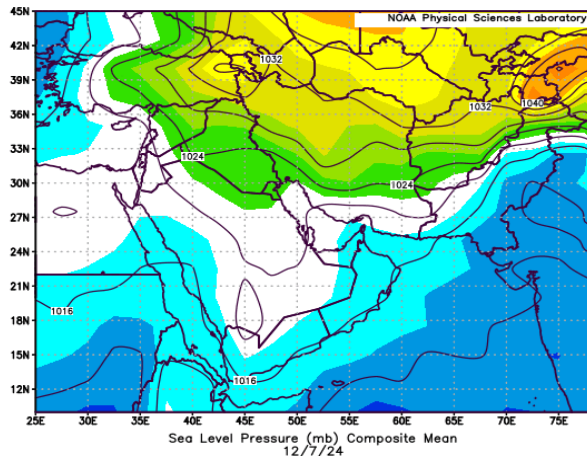 NOAA Physical Sciences Laboratory
45N
42N
39N
36N
33N
30N
27N
24N
21N
18N
15N
12N
1032
1032
1040
1024
1024
1016
1016
25E 30E 35E 40E 45E 50E 55E 60E 65E 70E 75E
Sea Level Pressure (mb) Composite Mean
12/7/24